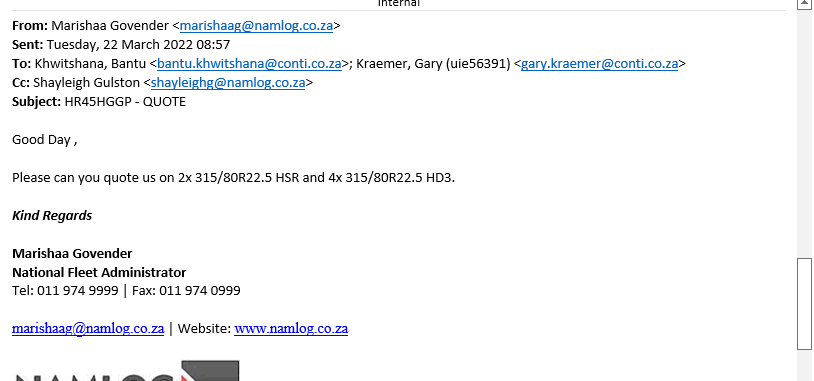 Internal
From: Marishaa Govender <marishaag@namlog.co.za>
Sent: Tuesday, 22 March 2022 08:57
To: Khwitshana, Bantu <bantu.khwitshana@conti.co.za>; Kraemer, Gary (uie56391) <gary.kraemer@conti.co.za>
Cc: Shayleigh Gulston <shayleighg@namlog.co.za>
Subject: HR45HGGP - QUOTE
Good Day ,
Please can you quote us on 2x 315/80R22.5 HSR and 4x 315/80R22.5 HD3.
Kind Regards
Marishaa Govender
National Fleet Administrator
Tel: 011 974 9999 | Fax: 011 974 0999
marishaag@namlog.co.za | Website: www.namlog.co.za
NAMLOG